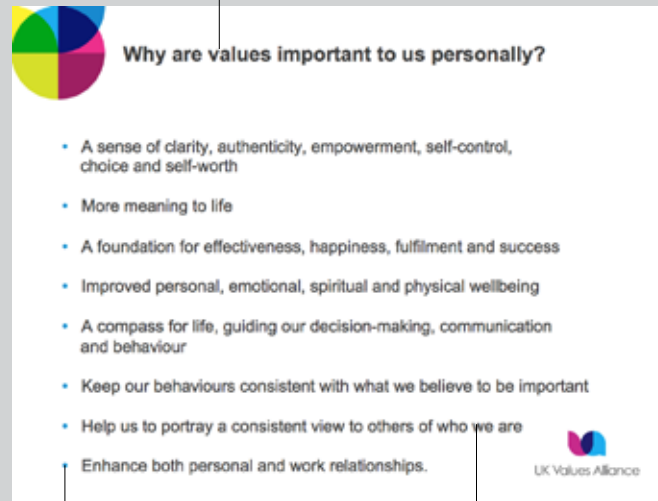 Why are values important to us personally?
• A sense of clarity, authenticity, empowerment, self-control,
choice and self-worth
• More meaning to life
• A foundation for effectiveness, happiness, fulfilment and success
• Improved personal, emotional, spiritual and physical wellbeing
• A compass for life, guiding our decision-making, communication
and behaviour
• Keep our behaviours consistent with what we believe to be important
• Help us to portray a consistent view to others of who we are
• Enhance both personal and work relationships.
UK Values Alliance